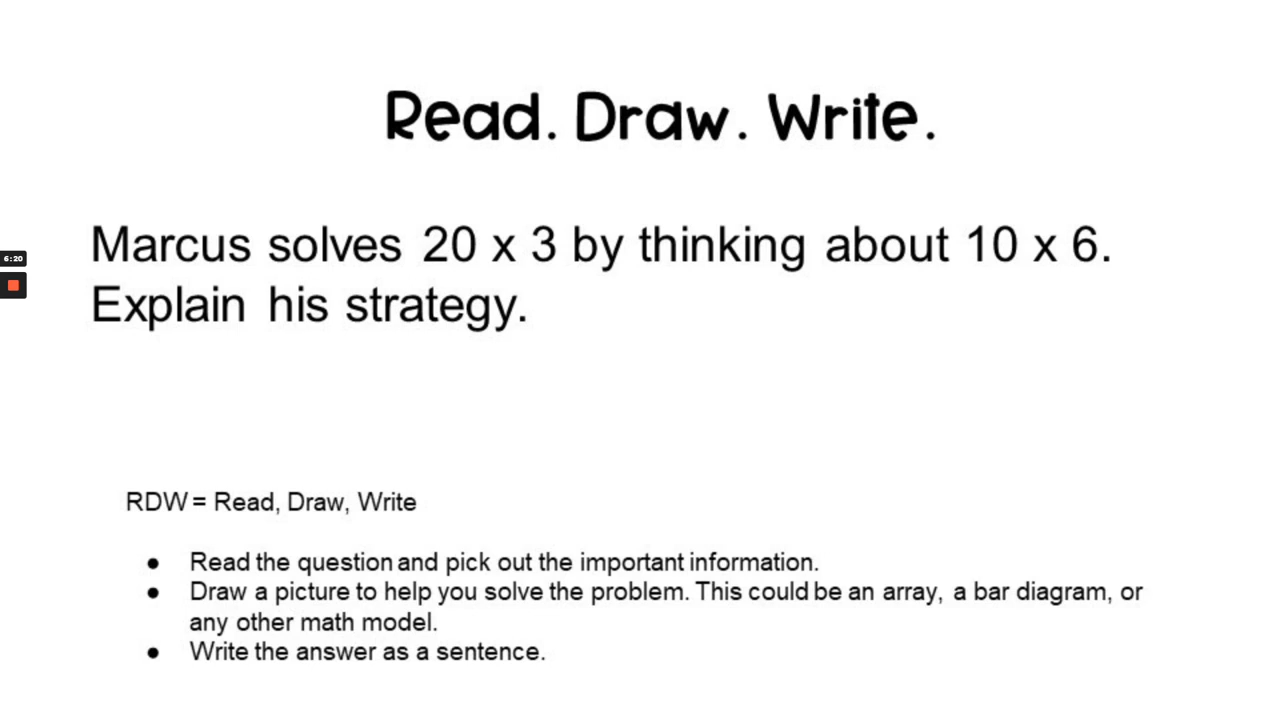 Read. Draw. Write.
Marcus solves 20 x 3 by thinking about 10 x 6.
Explain his strategy.
6:20
RDW = Read, Draw, Write
● Read the question and pick out the important information.
● Draw a picture to help you solve the problem. This could be an array, a bar diagram, or
any other math model.
● Write the answer as a sentence.